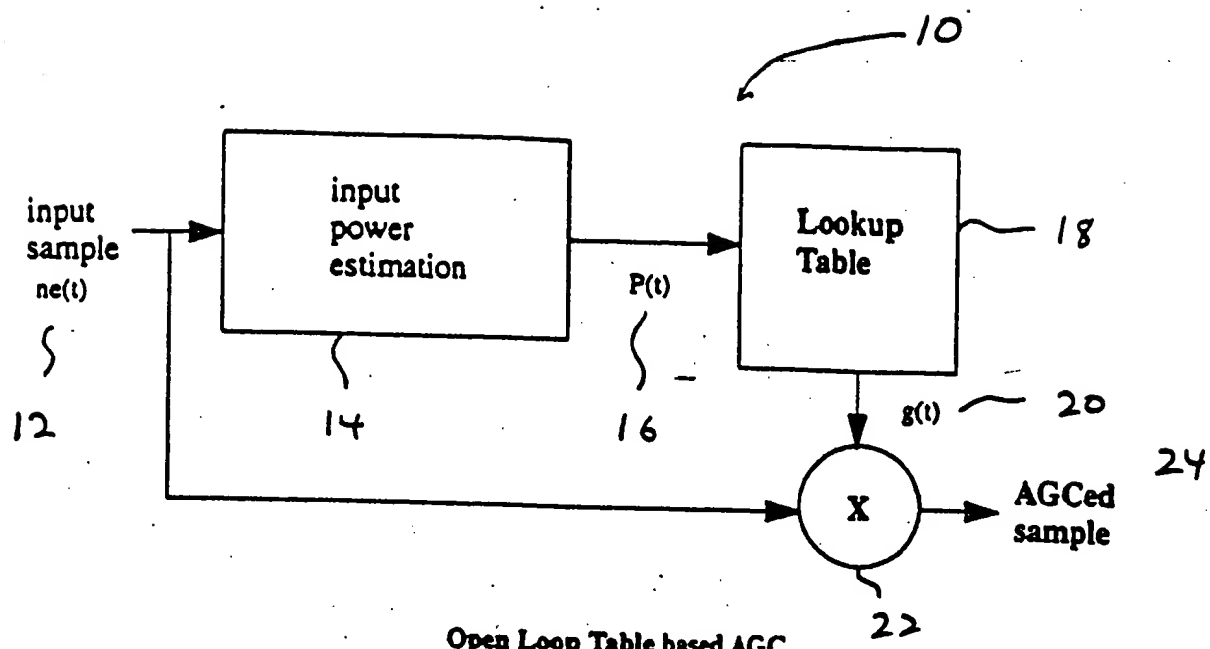 10
input
sample
ne(t)
input
power
estimation
P(t)
Lookup
Table
18
12
14
16
g(t)
20
24
X
AGCed
sample
22
Open Loop Table based AGC